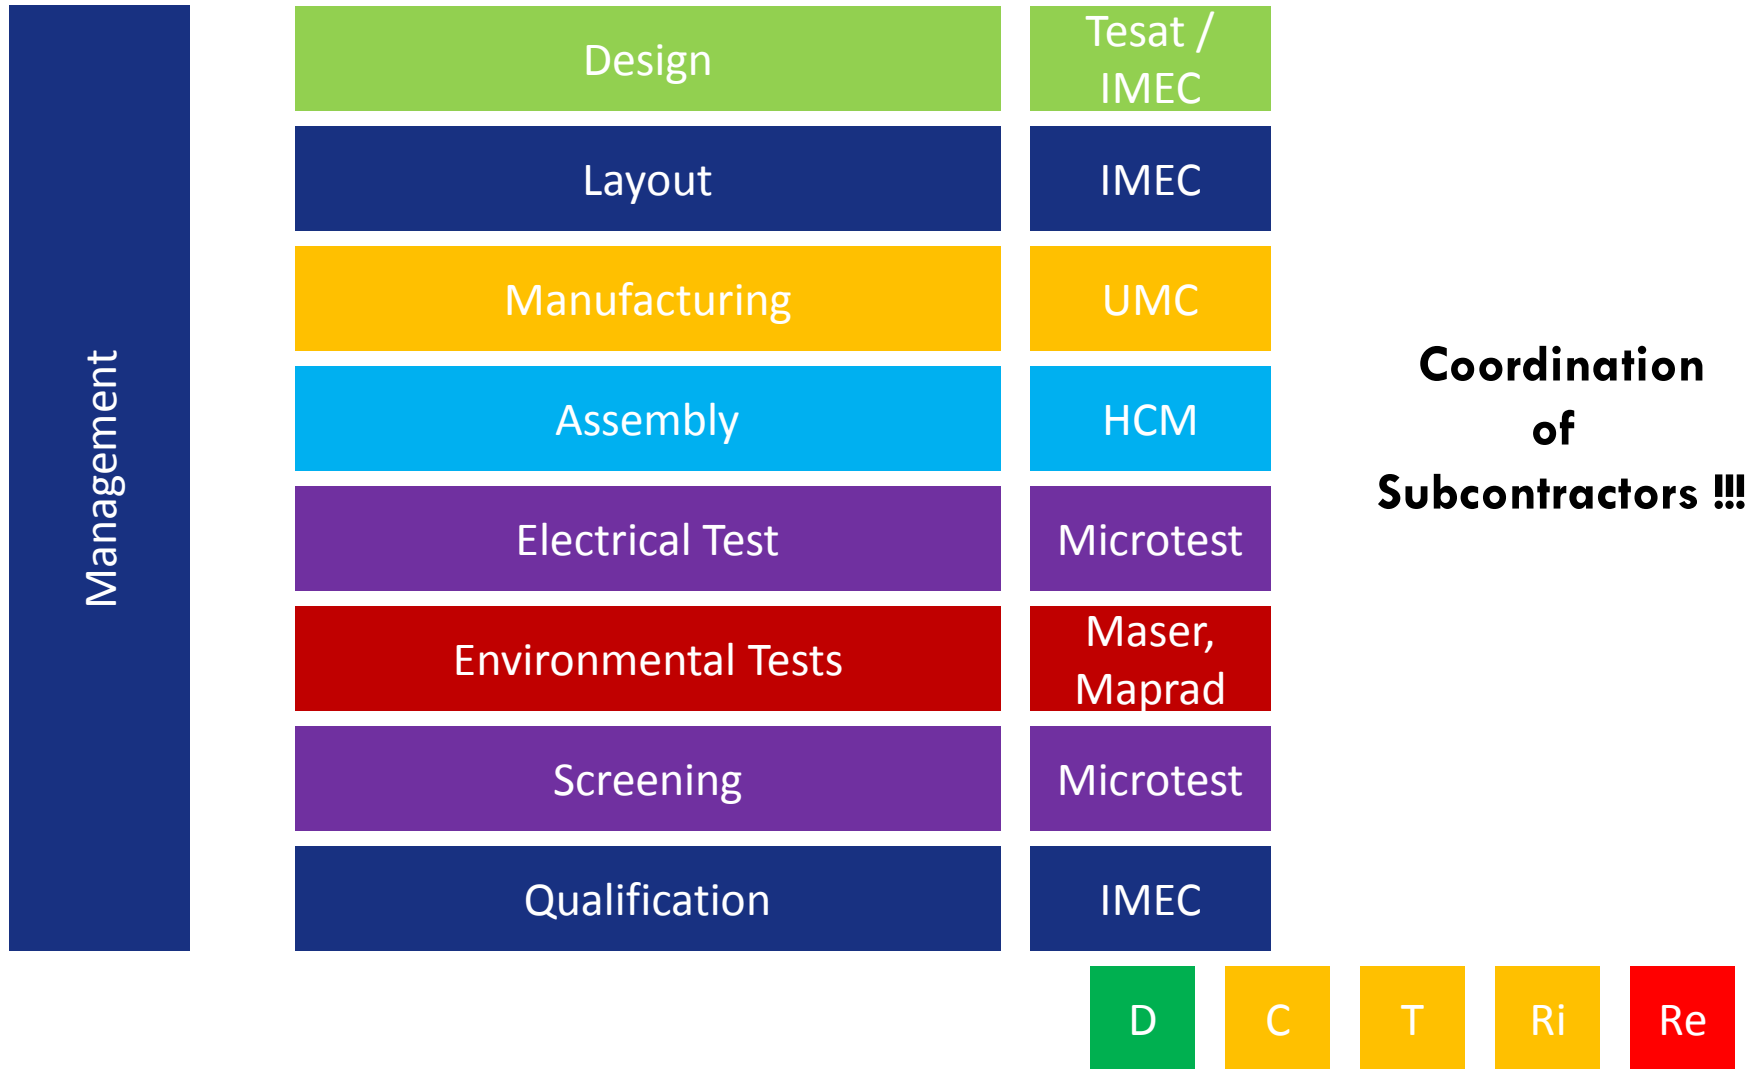 Management
Design
Tesat /
IMEC
Layout
IMEC
Manufacturing
UMC
Assembly
HCM
Electrical Test
Microtest
Environmental Tests
Maser,
Maprad
Screening
Microtest
Qualification
IMEC
Coordination
of
Subcontractors !!!
D
C
T
Ri
Re